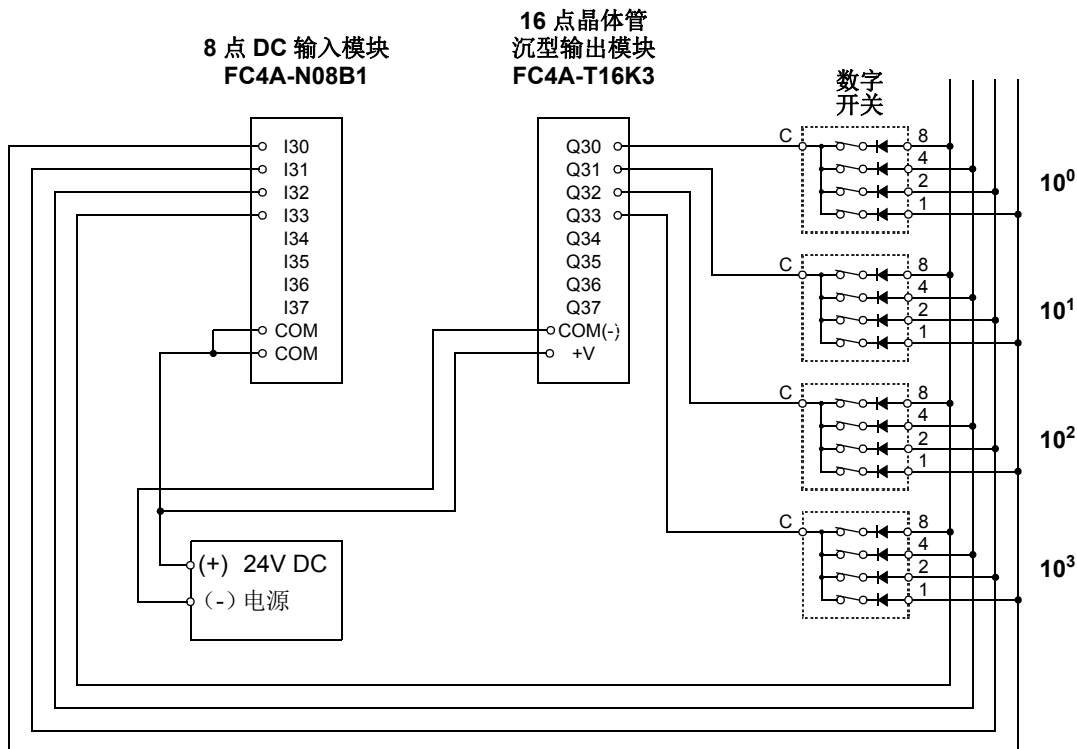 8 点 DC 输入模块
FC4A-N08B1
16 点晶体管
沉型输出模块
FC4A-T16K3
数字
开关
I30
I31
I32
I33
I34
I35
I36
I37
COM
COM
Q30
Q31
Q32
Q33
Q34
Q35
Q36
Q37
COM(-)
+V
C
8
4
2
1
10⁰
C
8
4
2
1
10¹
C
8
4
2
1
10²
C
8
4
2
1
10³
(+) 24V DC
（-）电源